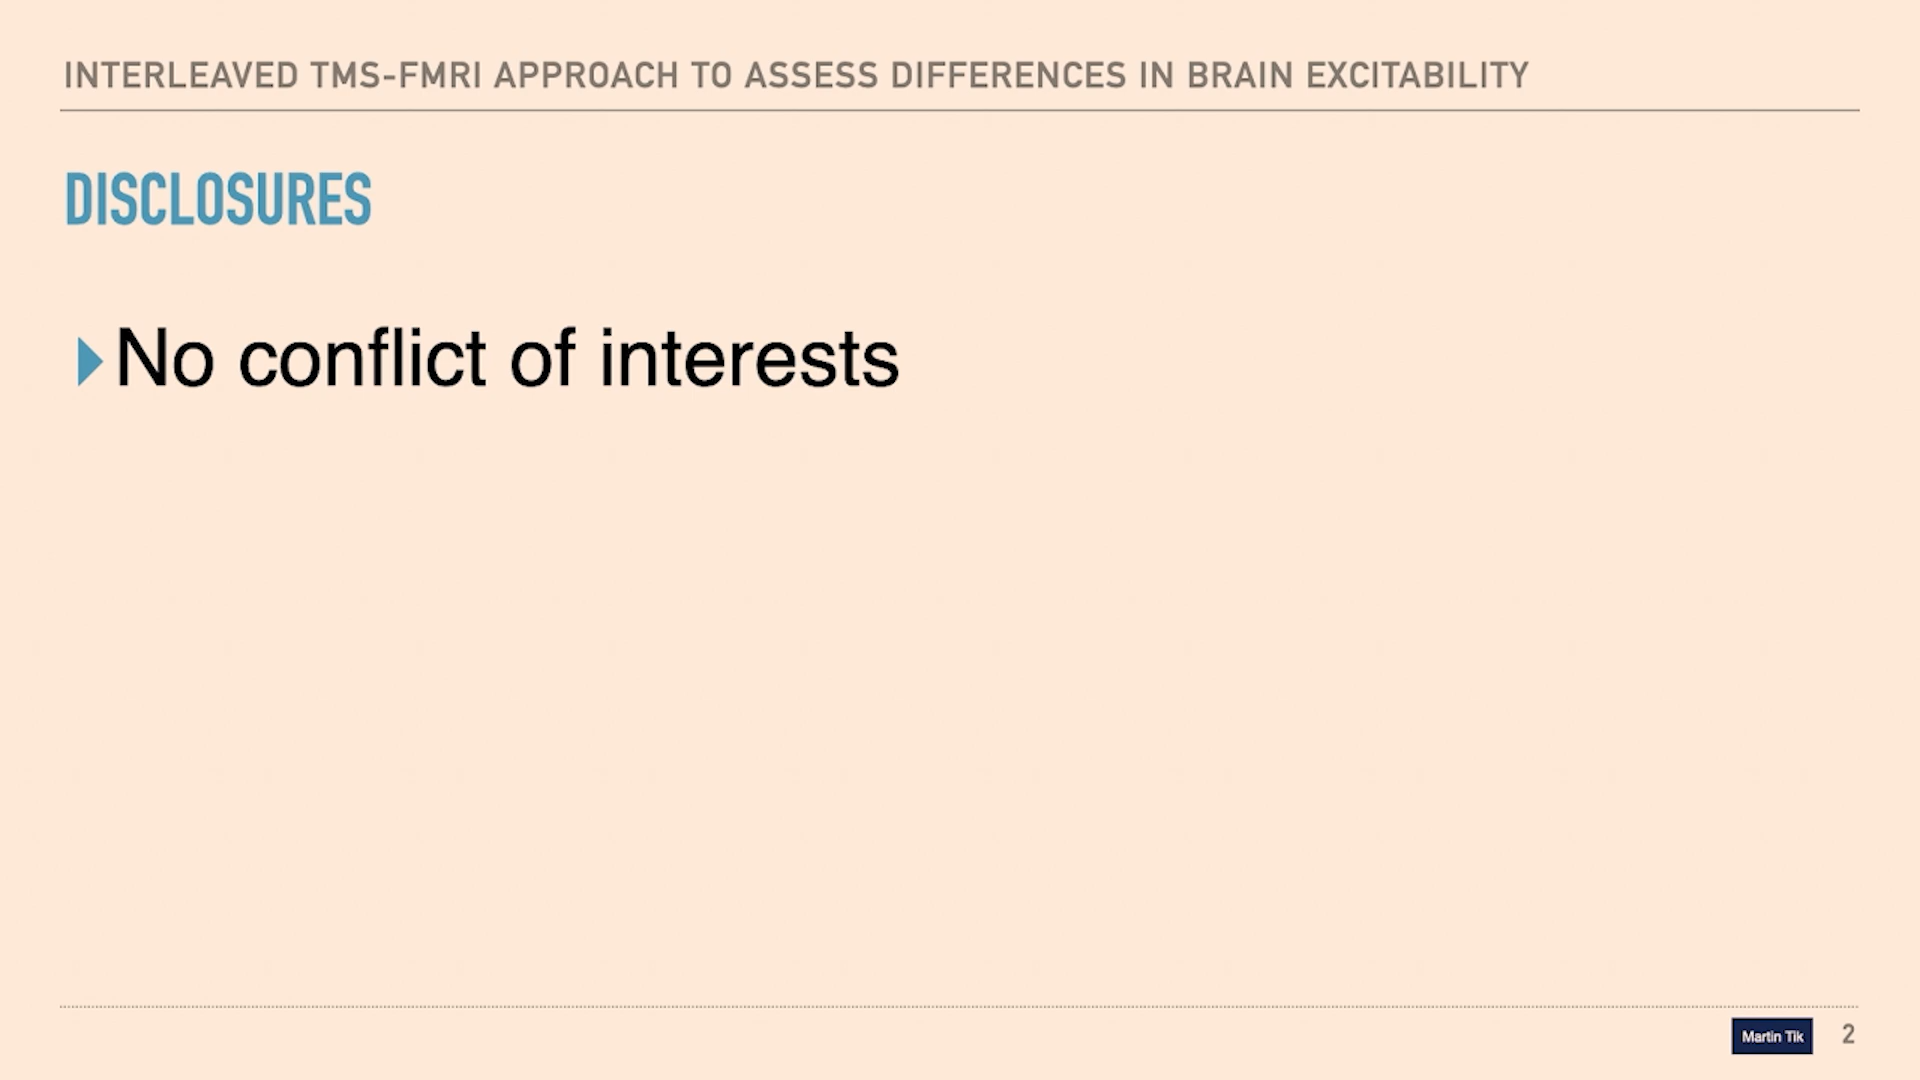 INTERLEAVED TMS-FMRI APPROACH TO ASSESS DIFFERENCES IN BRAIN EXCITABILITY
DISCLOSURES
No conflict of interests
Martin Tik
2